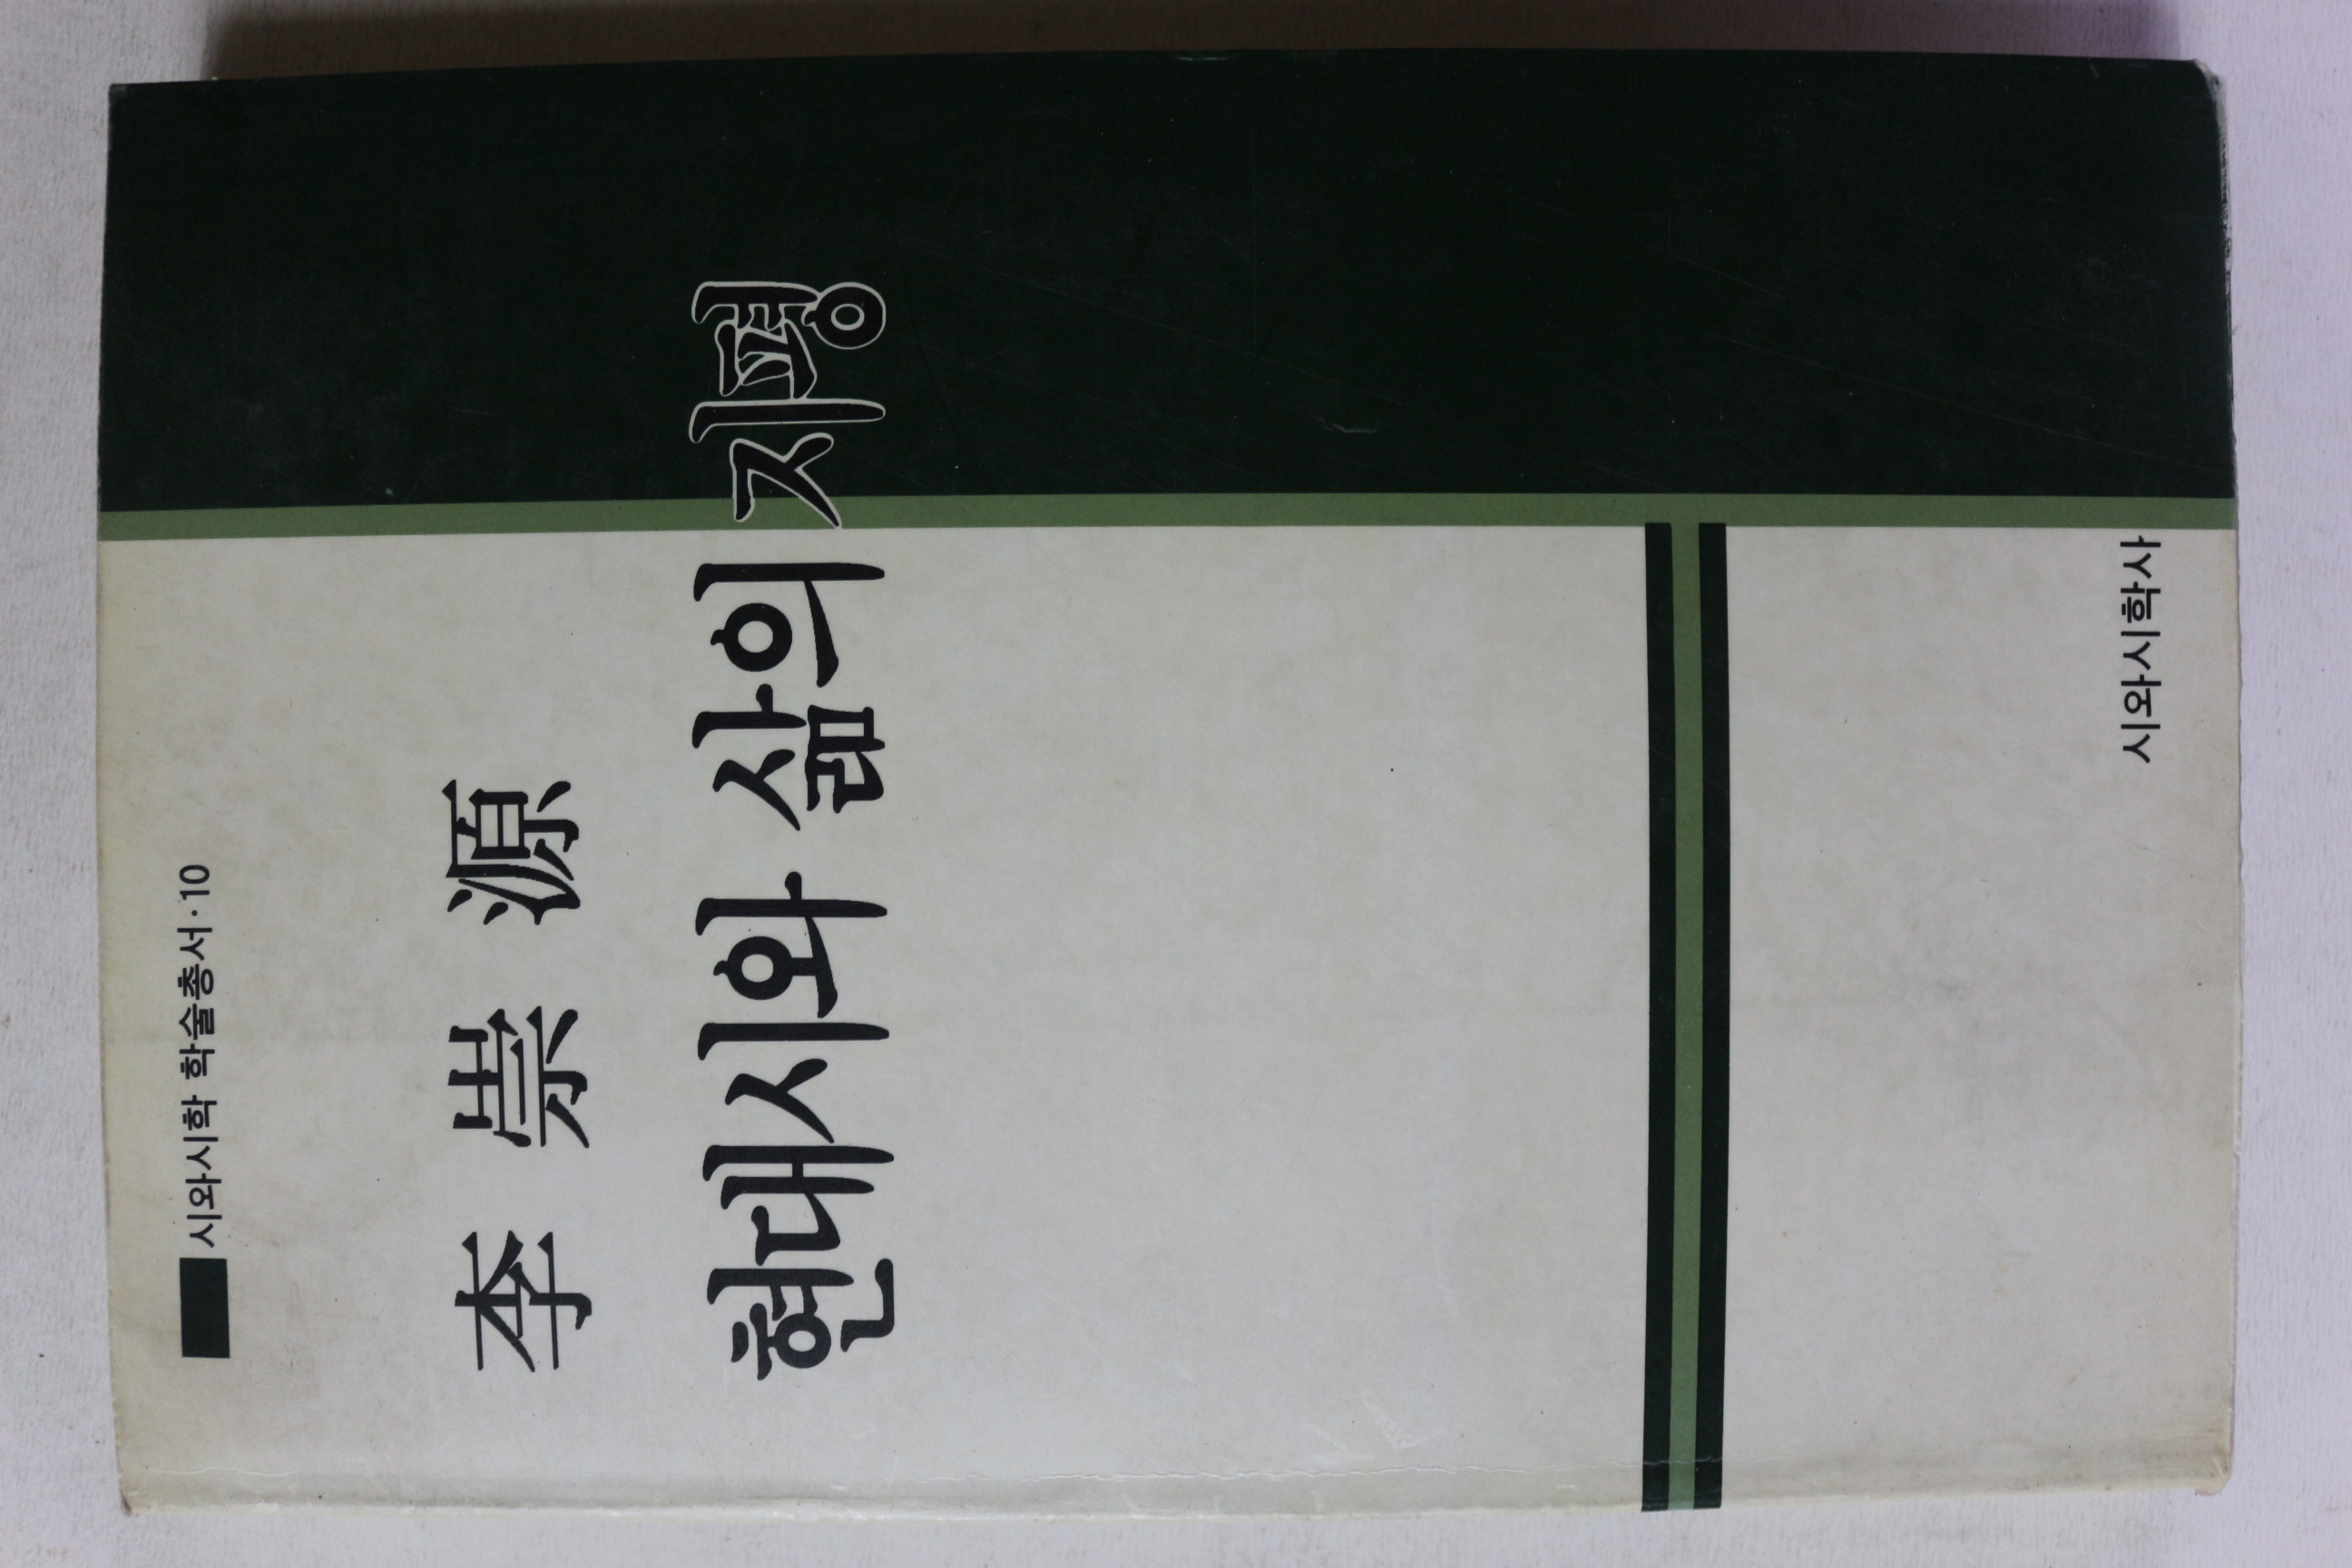 시와시학 학술총서·10
李崇源
현대시와 삶의 지평
시와시학사